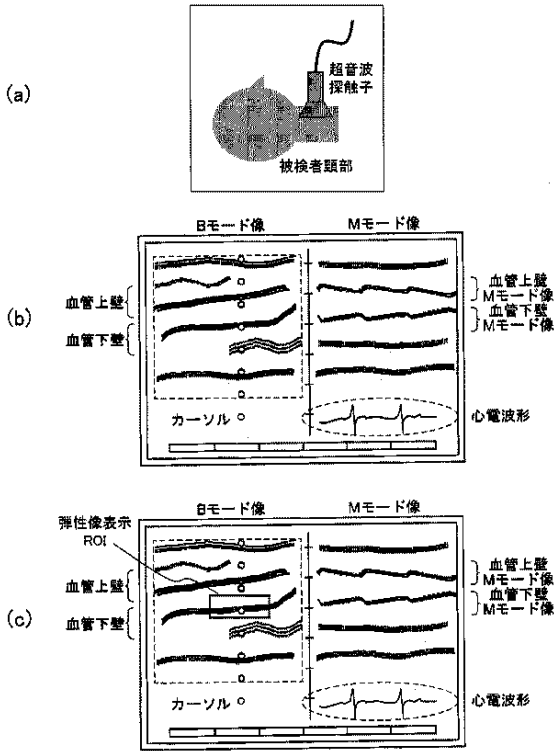 (a)
超音波
探触子
被検者頸部
(b)
Bモード像
Mモード像
血管上壁
血管下壁
血管上壁
Mモード像
血管下壁
Mモード像
カーソル
心電波形
(c)
弾性像表示
ROI
Bモード像
Mモード像
血管上壁
血管下壁
血管上壁
Mモード像
血管下壁
Mモード像
カーソル
心電波形